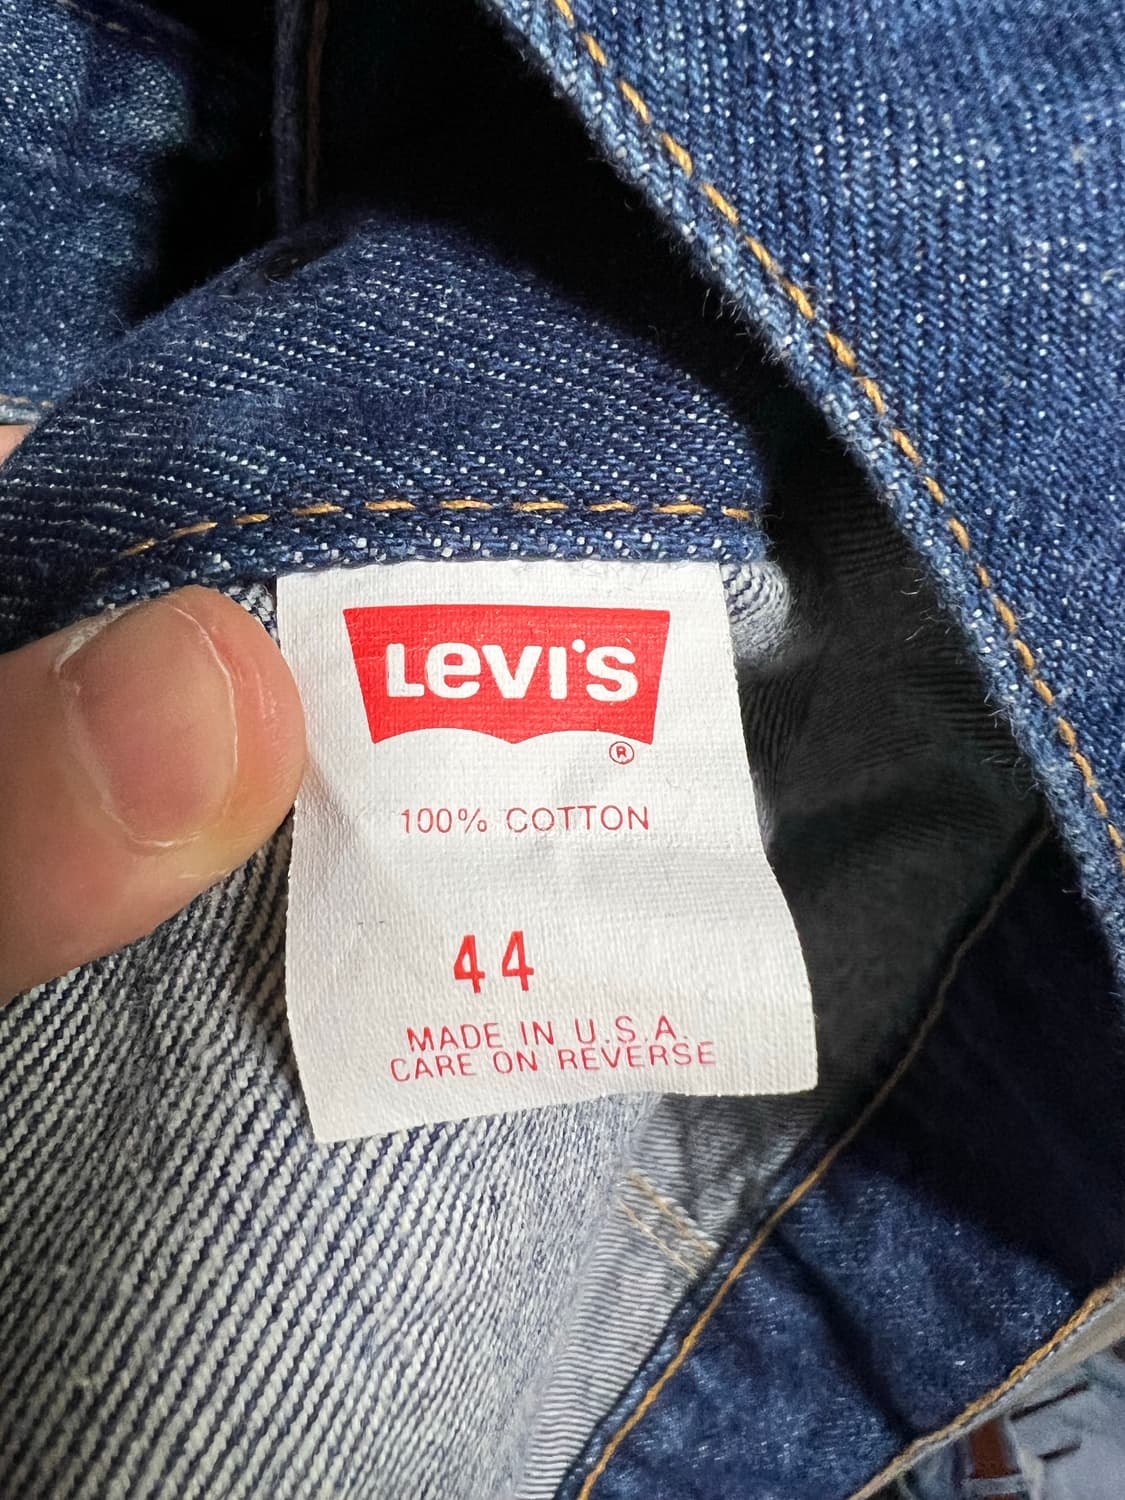 Levi's
®
100% COTTON
44
MADE IN U.S.A.
CARE ON REVERSE